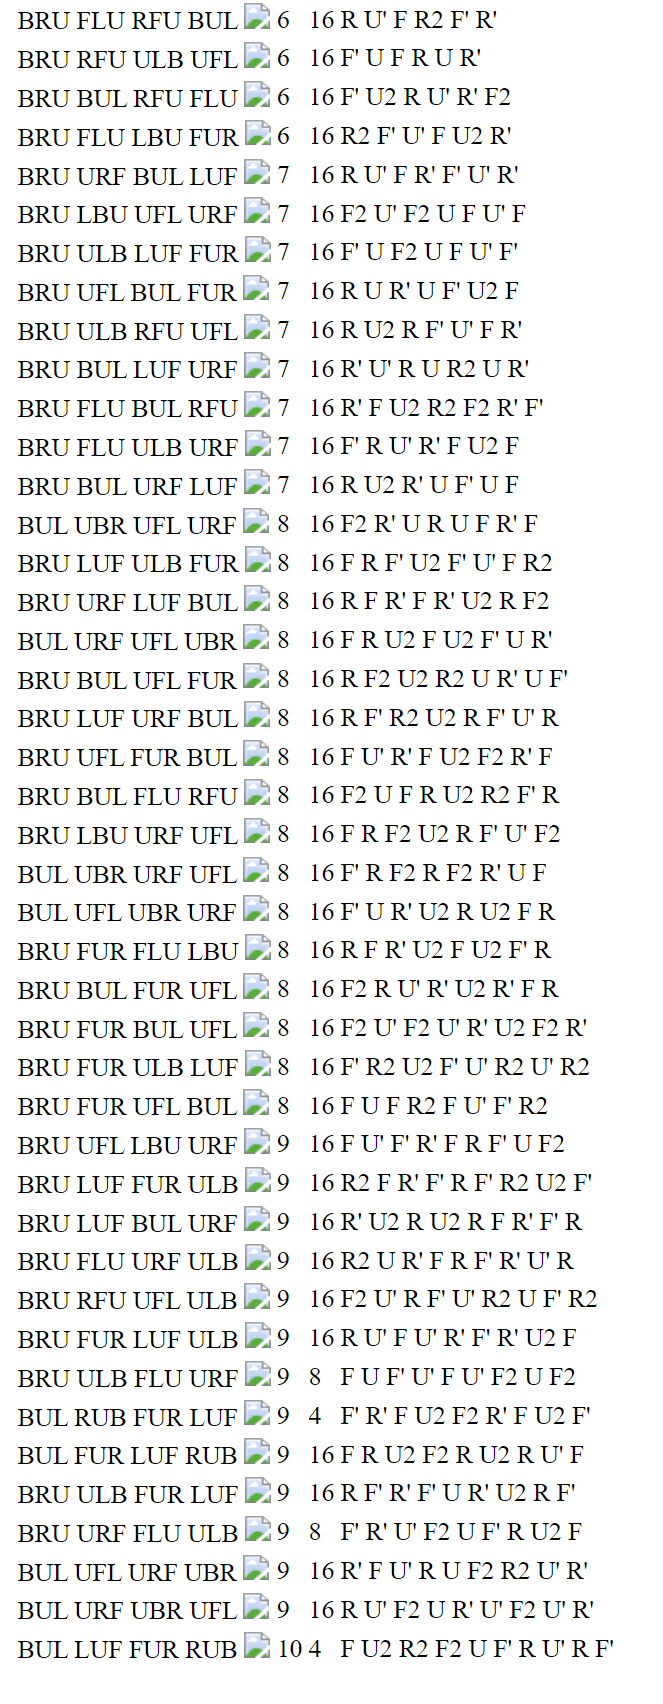 BRU FLU RFU BUL 6 16 R U' F R2 F' R'
BRU RFU ULB UFL 6 16 F' U F R U R'
BRU BUL RFU FLU 6 16 F' U2 R U' R' F2
BRU FLU LBU FUR 6 16 R2 F' U' F U2 R'
BRU URF BUL LUF 7 16 R U' F R' F' U' R'
BRU LBU UFL URF 7 16 F2 U' F2 U F U' F
BRU ULB LUF FUR 7 16 F' U F2 U F U' F'
BRU UFL BUL FUR 7 16 R U R' U F' U2 F
BRU ULB RFU UFL 7 16 R U2 R F' U' F R'
BRU BUL LUF URF 7 16 R' U' R U R2 U R'
BRU FLU BUL RFU 7 16 R' F U2 R2 F2 R' F'
BRU FLU ULB URF 7 16 F' R U' R' F U2 F
BRU BUL URF LUF 7 16 R U2 R' U F' U F
BUL UBR UFL URF 8 16 F2 R' U R U F R' F
BRU LUF ULB FUR 8 16 F R F' U2 F' U' F R2
BRU URF LUF BUL 8 16 R F R' F R' U2 R F2
BUL URF UFL UBR 8 16 F R U2 F U2 F' U R'
BRU BUL UFL FUR 8 16 R F2 U2 R2 U R' U F'
BRU LUF URF BUL 8 16 R F' R2 U2 R F' U' R
BRU UFL FUR BUL 8 16 F U' R' F U2 F2 R' F
BRU BUL FLU RFU 8 16 F2 U F R U2 R2 F' R
BRU LBU URF UFL 8 16 F R F2 U2 R F' U' F2
BUL UBR URF UFL 8 16 F' R F2 R F2 R' U F
BUL UFL UBR URF 8 16 F' U R' U2 R U2 F R
BRU FUR FLU LBU 8 16 R F R' U2 F U2 F' R
BRU BUL FUR UFL 8 16 F2 R U' R' U2 R' F R
BRU FUR BUL UFL 8 16 F2 U' F2 U' R' U2 F2 R'
BRU FUR ULB LUF 8 16 F' R2 U2 F' U' R2 U' R2
BRU FUR UFL BUL 8 16 F U F R2 F U' F' R2
BRU UFL LBU URF 9 16 F U' F' R' F R F' U F2
BRU LUF FUR ULB 9 16 R2 F R' F' R F' R2 U2 F'
BRU LUF BUL URF 9 16 R' U2 R U2 R F R' F' R
BRU FLU URF ULB 9 16 R2 U R' F R F' R' U' R
BRU RFU UFL ULB 9 16 F2 U' R F' U' R2 U F' R2
BRU FUR LUF ULB 9 16 R U' F U' R' F' R' U2 F
BRU ULB FLU URF 9 8 F U F' U' F U' F2 U F2
BUL RUB FUR LUF 9 4 F' R' F U2 F2 R' F U2 F'
BUL FUR LUF RUB 9 16 F R U2 F2 R U2 R U' F
BRU ULB FUR LUF 9 16 R F' R' F' U R' U2 R F'
BRU URF FLU ULB 9 8 F' R' U' F2 U F' R U2 F
BUL UFL URF UBR 9 16 R' F U' R U F2 R2 U' R'
BUL URF UBR UFL 9 16 R U' F2 U R' U' F2 U' R'
BUL LUF FUR RUB 10 4 F U2 R2 F2 U F' R U' R F'